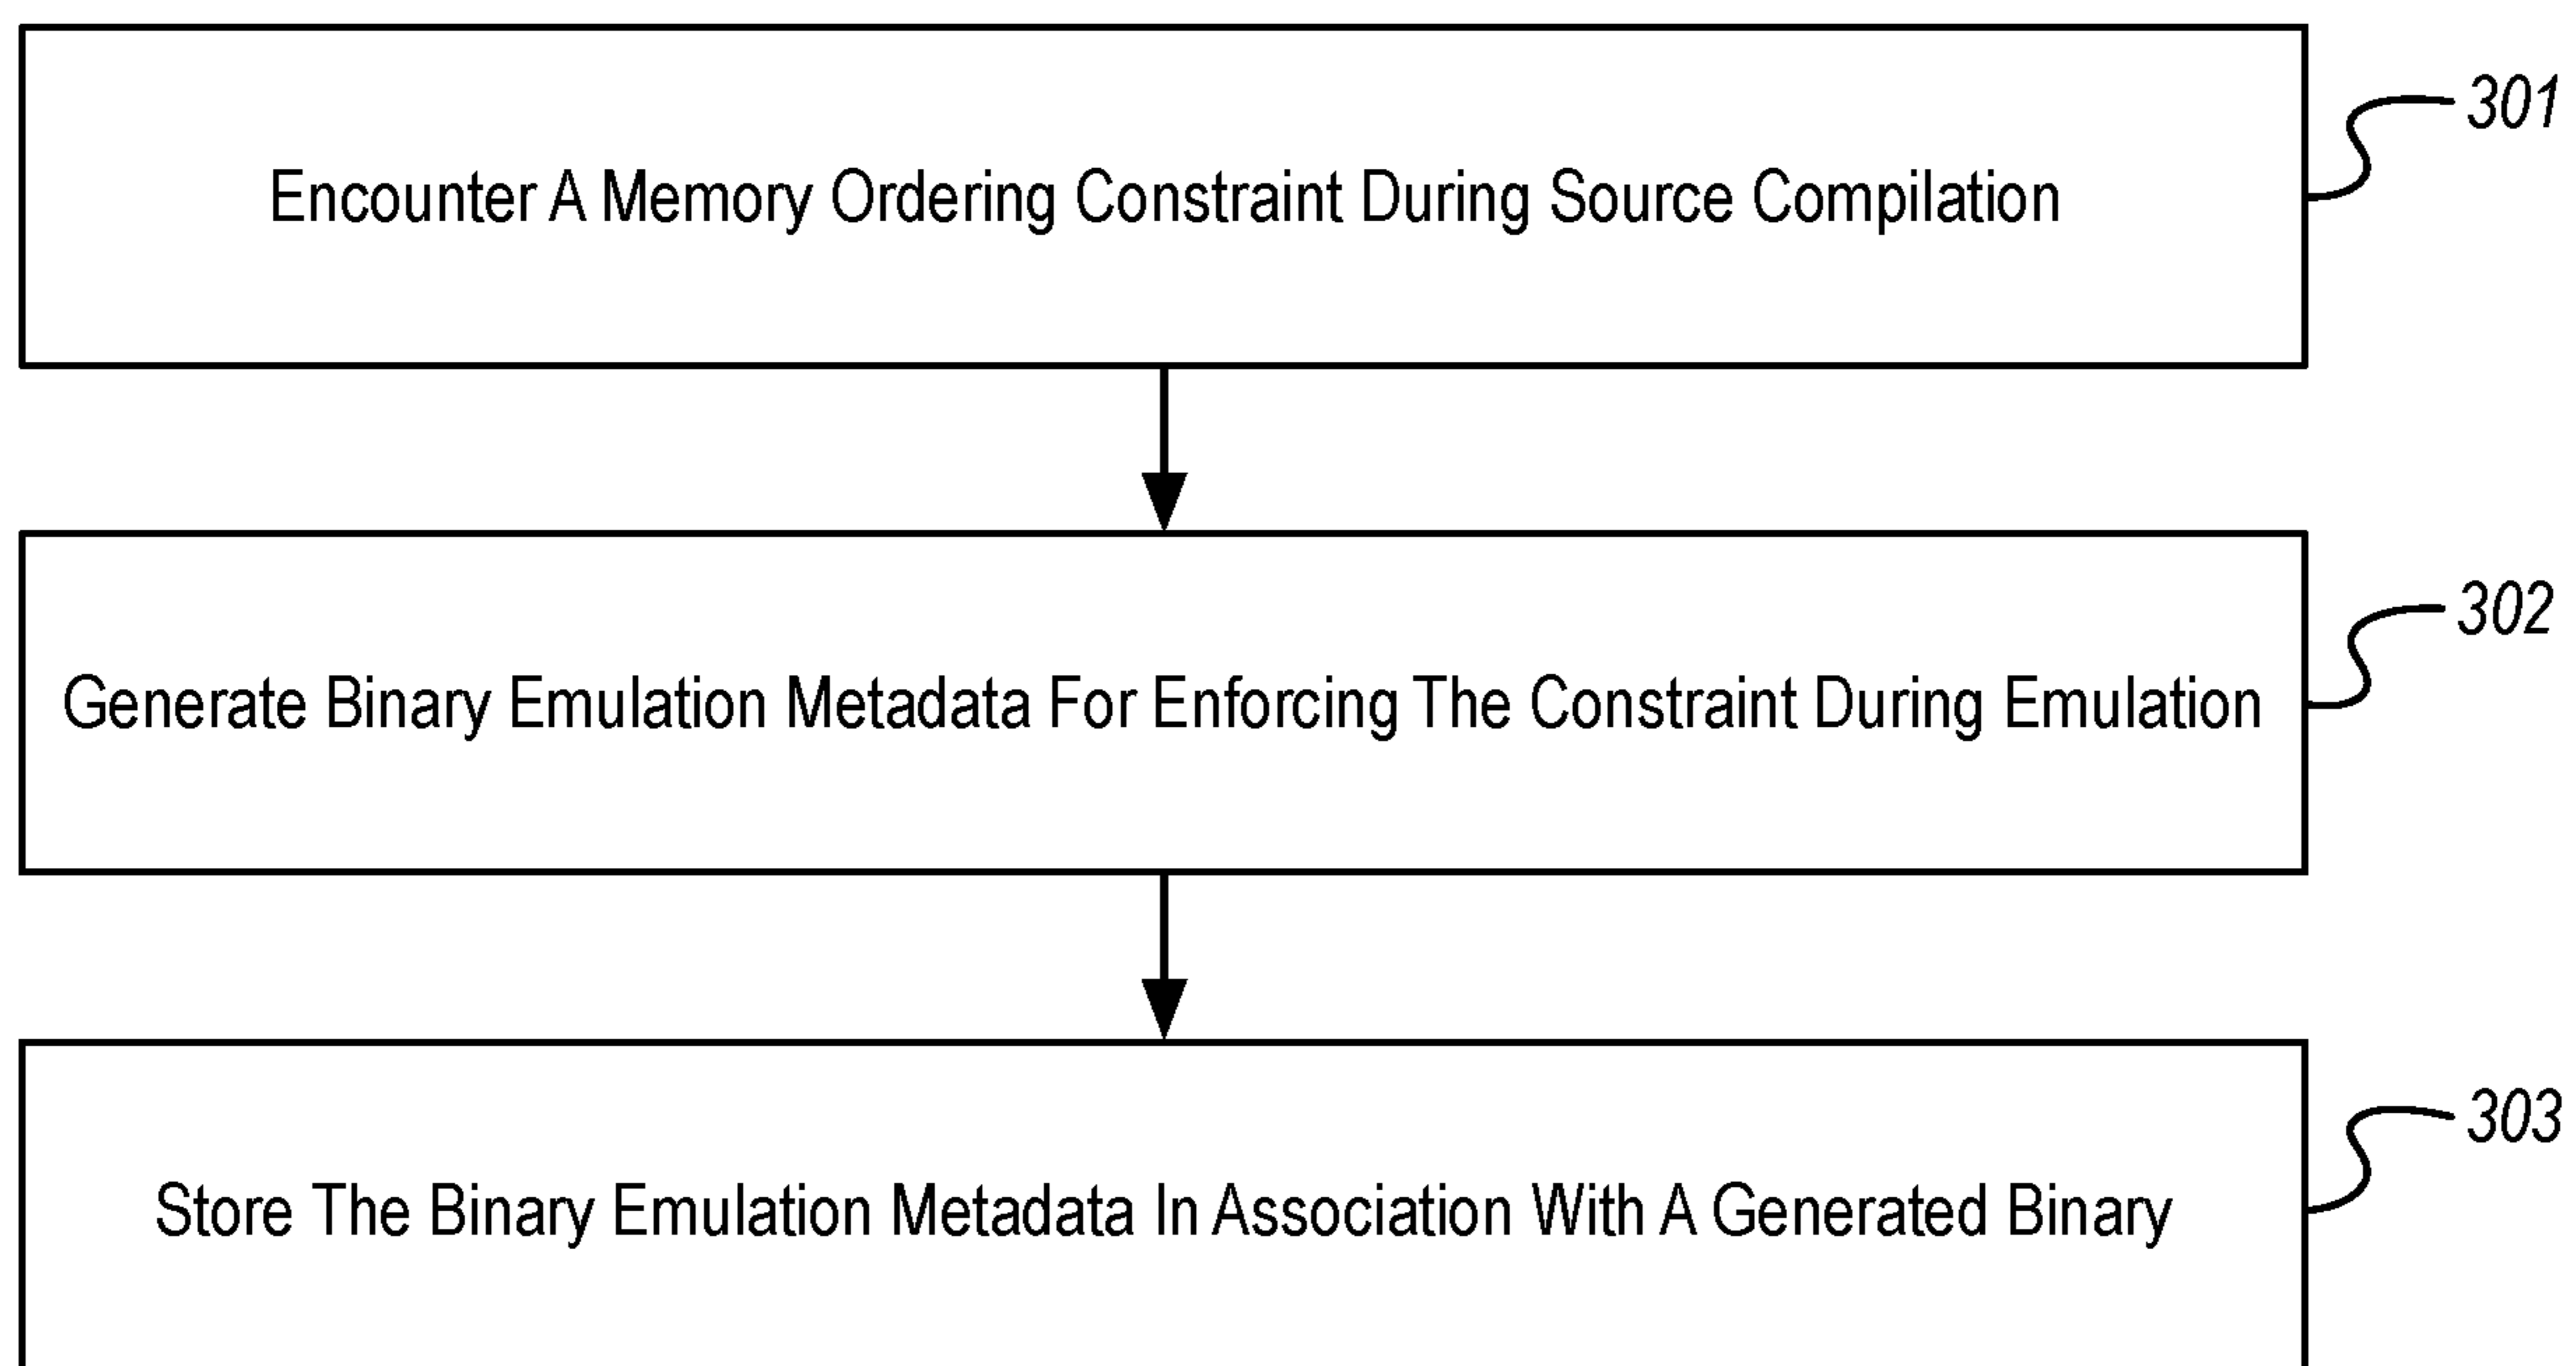 Encounter A Memory Ordering Constraint During Source Compilation
301
Generate Binary Emulation Metadata For Enforcing The Constraint During Emulation
302
Store The Binary Emulation Metadata In Association With A Generated Binary
303